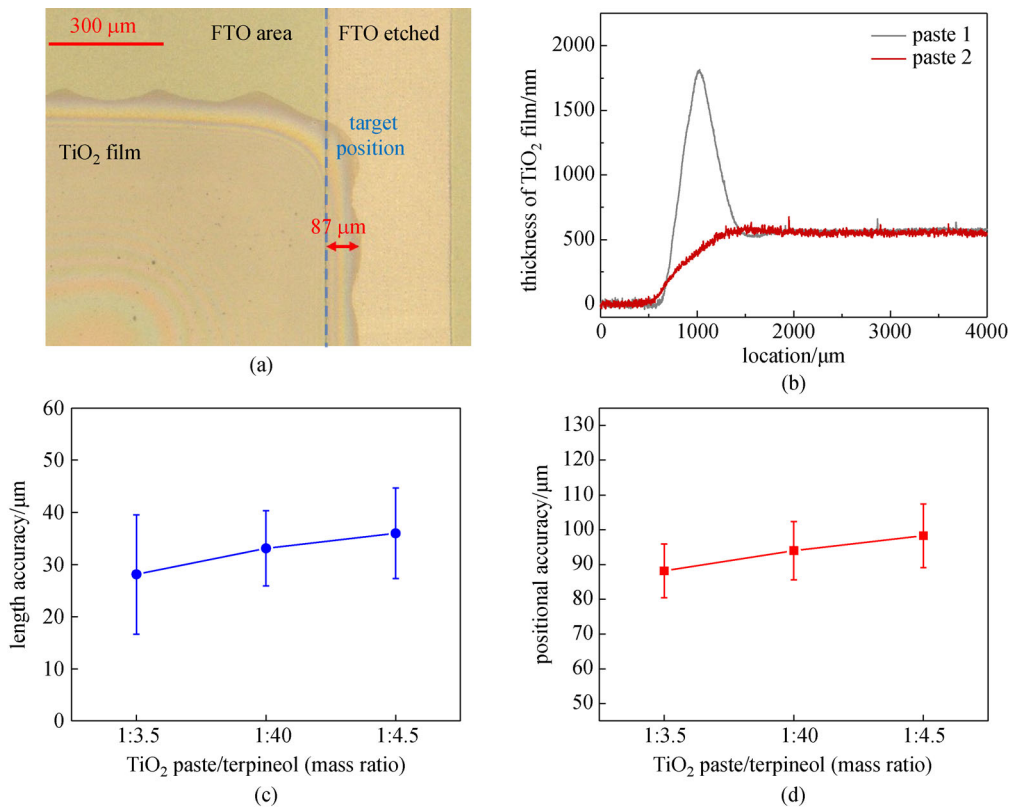 300 μm
FTO area
FTO etched
target
position
TiO2 film
87 μm
(a)
thickness of TiO2 film/nm
2000
1500
1000
500
0
paste 1
paste 2
0 1000 2000 3000 4000
location/μm
(b)
length accuracy/μm
60
50
40
30
20
10
0
1:3.5 1:40 1:4.5
TiO2 paste/terpineol (mass ratio)
(c)
positional accuracy/μm
130
120
110
100
90
80
70
60
50
1:3.5 1:40 1:4.5
TiO2 paste/terpineol (mass ratio)
(d)